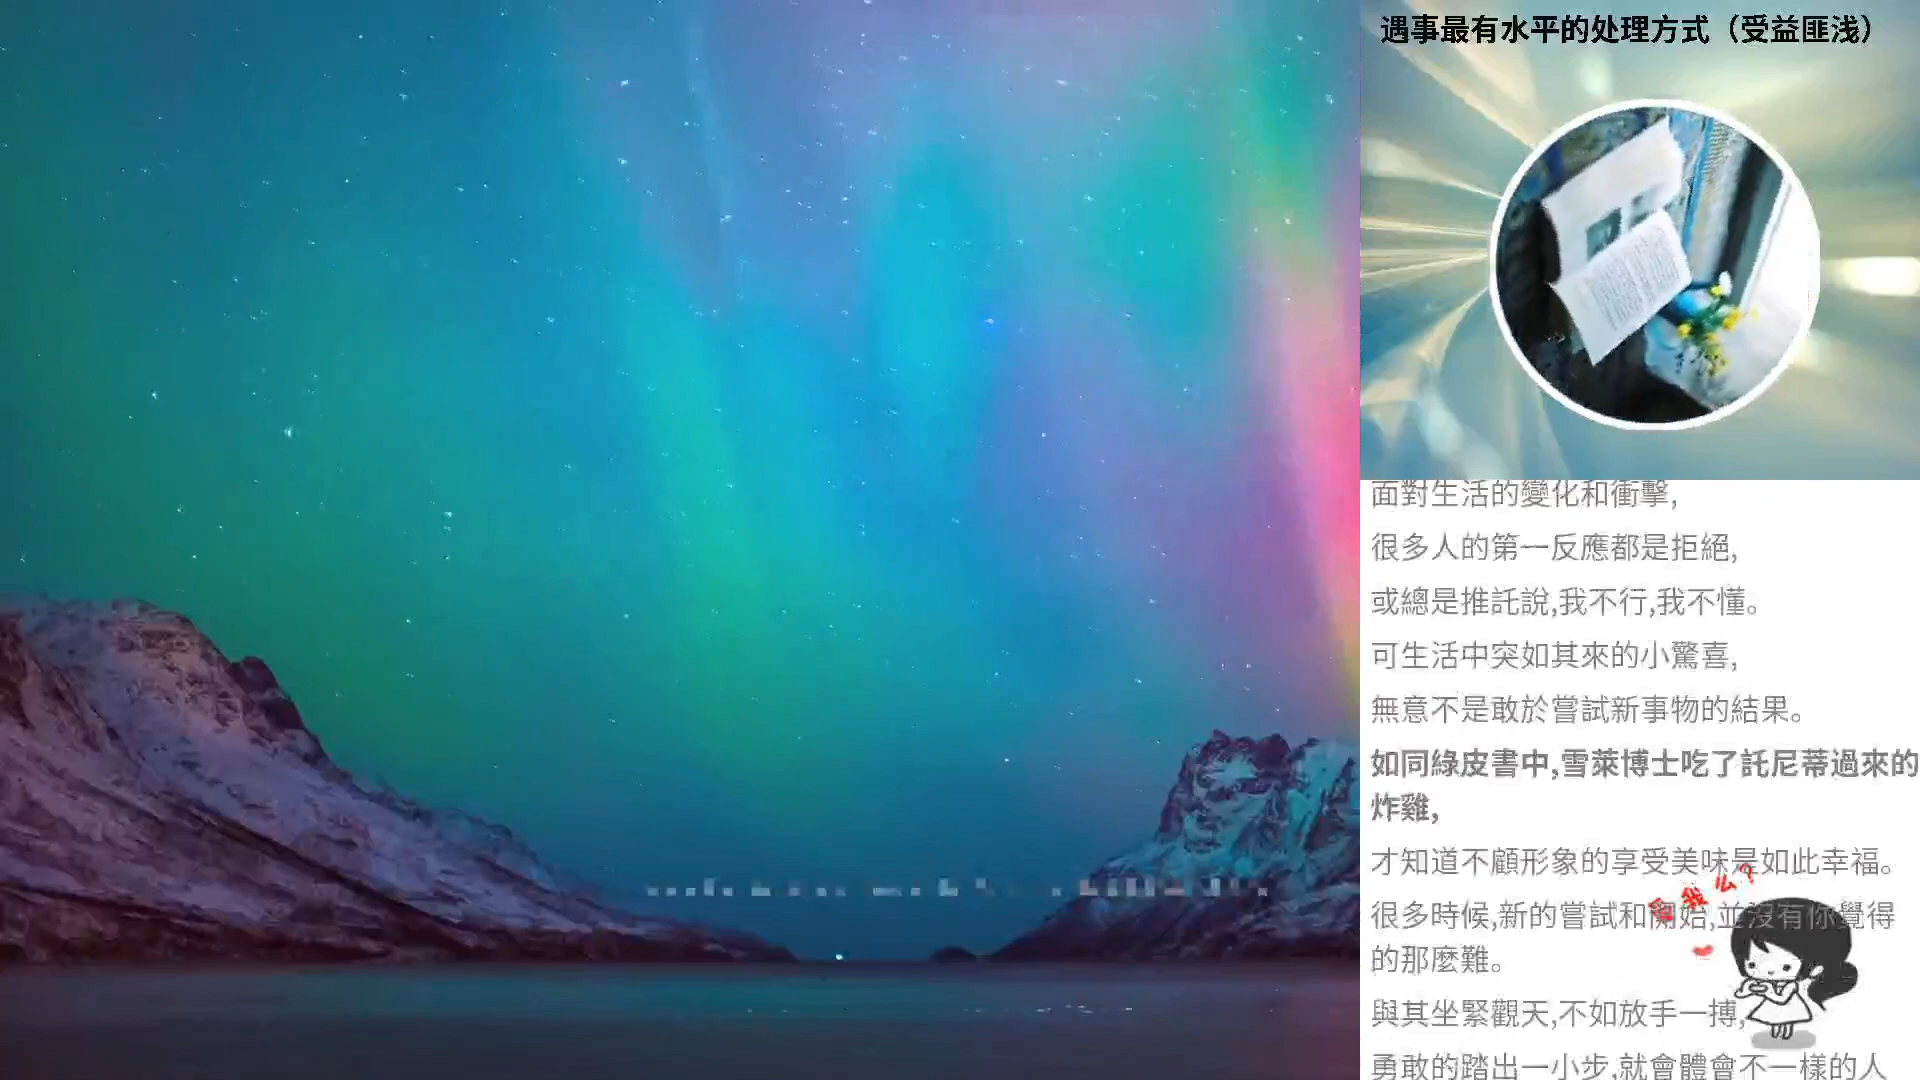 遇事最有水平的处理方式（受益匪浅）
面對生活的變化和衝擊,
很多人的第一反應都是拒絕,
或總是推託說,我不行,我不懂。
可生活中突如其來的小驚喜,
無意不是敢於嘗試新事物的結果。
如同綠皮書中,雪萊博士吃了託尼蒂過來的
炸雞,
才知道不顧形象的享受美味是如此幸福。
很多時候,新的嘗試和開始,並沒有你覺得
的那麼難。
與其坐緊觀天,不如放手一搏,
勇敢的踏出一小步,就會體會不一樣的人
我么?